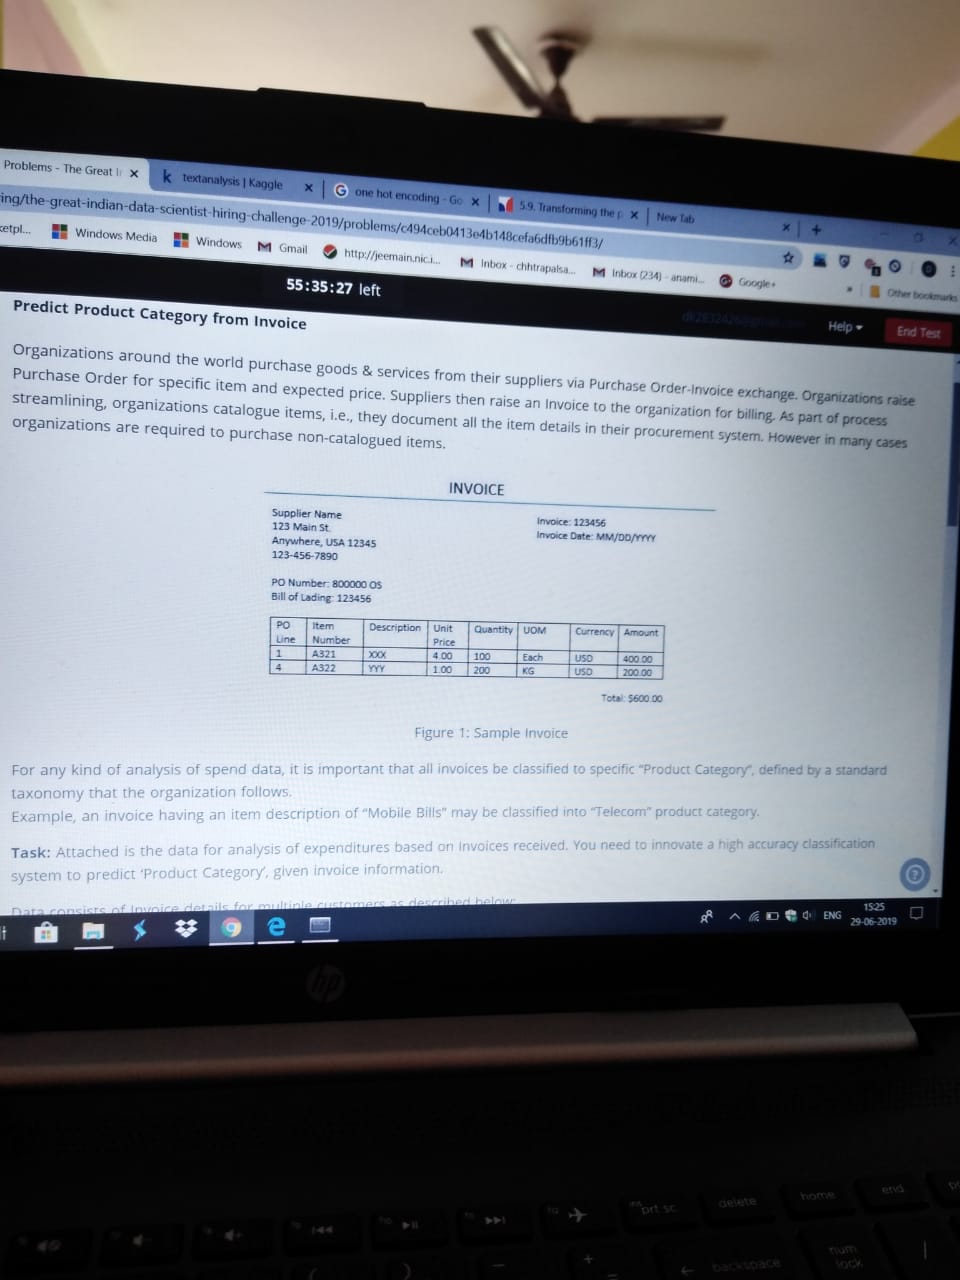 Problems - The Great I
textanalysis | Kaggle
one hot encoding - Go
5.9. Transforming the p
New Tab
ing/the-great-indian-data-scientist-hiring-challenge-2019/problems/c494ceb0413e4b148cefa6dfb9b61ff3/
ketpl...
Windows Media
Windows
Gmail
http://jeemain.nic.i...
Inbox - chhtrapalsa...
Inbox (234) - anami...
Google+
Other bookmarks
55:35:27 left
Help
End Test
Predict Product Category from Invoice
Organizations around the world purchase goods & services from their suppliers via Purchase Order-Invoice exchange. Organizations raise
Purchase Order for specific item and expected price. Suppliers then raise an Invoice to the organization for billing. As part of process
streamlining, organizations catalogue items, i.e., they document all the item details in their procurement system. However in many cases
organizations are required to purchase non-catalogued items.
INVOICE
Supplier Name
123 Main St.
Anywhere, USA 12345
123-456-7890
Invoice: 123456
Invoice Date: MM/DD/YYYY
PO Number: 800000 OS
Bill of Lading: 123456
PO Line Item Number Description Unit Price Quantity UOM Currency Amount
1 A321 XXX 4.00 100 Each USD 400.00
4 A322 YYY 1.00 200 KG USD 200.00
Total: $600.00
Figure 1: Sample Invoice
For any kind of analysis of spend data, it is important that all invoices be classified to specific “Product Category”, defined by a standard
taxonomy that the organization follows.
Example, an invoice having an item description of “Mobile Bills” may be classified into “Telecom” product category.
Task: Attached is the data for analysis of expenditures based on Invoices received. You need to innovate a high accuracy classification
system to predict ‘Product Category’, given invoice information.
Data consists of Invoice details for multiple customers as described below:
ENG
15:25
29-06-2019
hp
prt sc
delete
home
end
backspace
num
lock